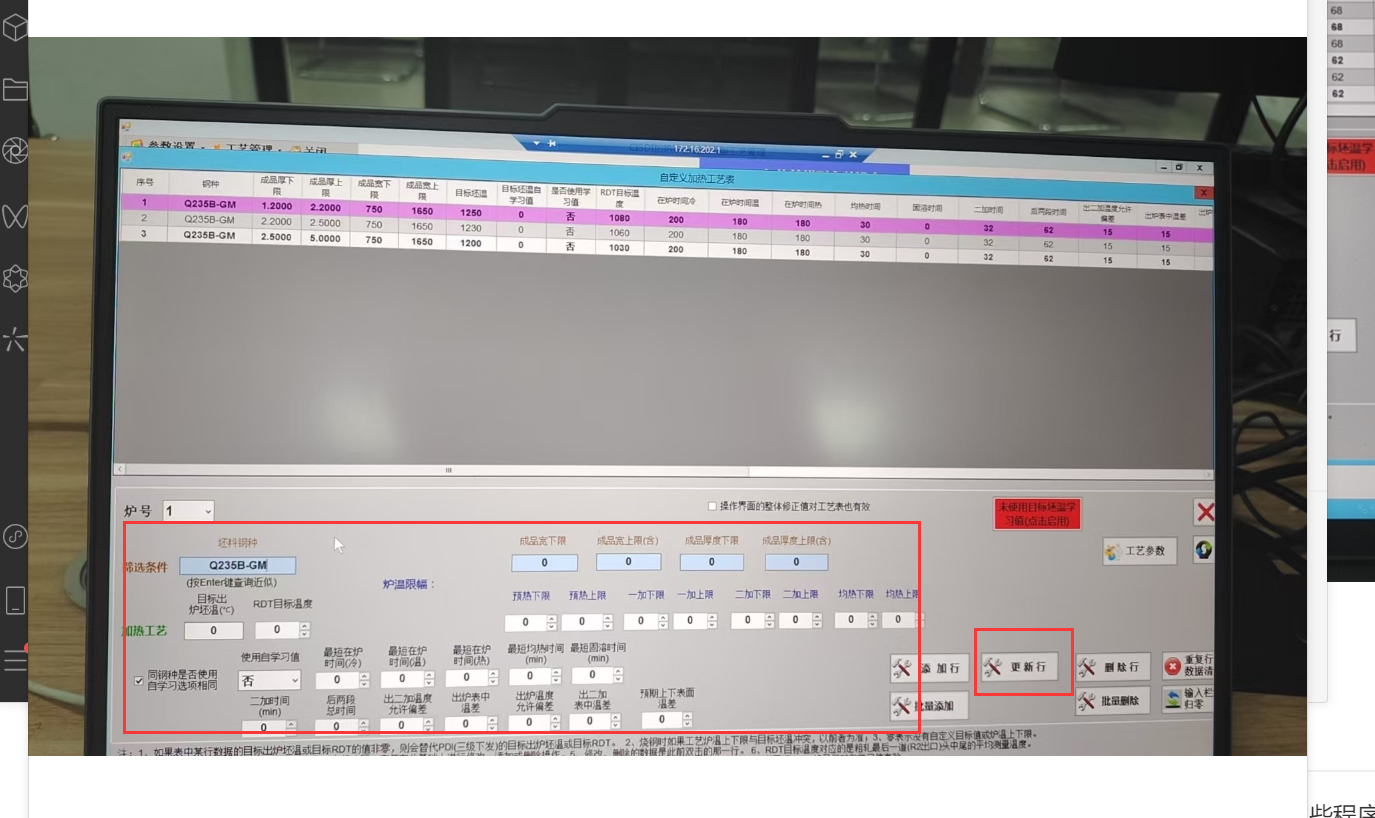 68
68
68
62
62
62
参数设置 工艺管理 关闭
172.16.202.1
自定义加热工艺表
序号 钢种 成品厚下限 成品厚上限 成品宽下限 成品宽上限 目标坯温 目标坯温自学习值 是否使用学习值 RDT目标温度 在炉时间冷 在炉时间温 在炉时间热 均热时间 固溶时间 二加时间 后两段时间 出二加温度允许偏差 出炉表中温差 出炉
1 Q235B-GM 1.2000 2.2000 750 1650 1250 0 否 1080 200 180 180 30 0 32 62 15 15
2 Q235B-GM 2.2000 2.5000 750 1650 1230 0 否 1060 200 180 180 30 0 32 62 15 15
3 Q235B-GM 2.5000 5.0000 750 1650 1200 0 否 1030 200 180 180 30 0 32 62 15 15
炉号 1
操作界面的整体修正值对工艺表也有效
未使用目标坯温学习值(点击启用)
工艺参数
坯料钢种 成品宽下限 成品宽上限(含) 成品厚度下限 成品厚度上限(含)
筛选条件 Q235B-GM 0 0 0 0
(按Enter键查询近似)
炉温限幅：
目标出炉坯温(℃) RDT目标温度
预热下限 预热上限 一加下限 一加上限 二加下限 二加上限 均热下限 均热上限
加热工艺 0 0
0 0 0 0 0 0 0 0
同钢种是否使用自学习选项相同
使用自学习值 最短在炉时间(冷) 最短在炉时间(温) 最短在炉时间(热) 最短均热时间(min) 最短固溶时间(min)
否 0 0 0 0 0
二加时间(min) 后两段总时间 出二加温度允许偏差 出炉表中温差 出炉温度允许偏差 出二加表中温差 预期上下表面温差
0 0 0 0 0 0 0
添加行 更新行 删除行 重复行数据清
批量添加 批量删除 输入栏归零
注：1、如果表中某行数据的目标出炉坯温或目标RDT的值非零，则会替代PDI(三级下发)的目标出炉坯温或目标RDT。 2、烧钢时如果工艺炉温上下限与目标坯温冲突，以前者为准；3、零表示没有自定义目标值或炉温上下限。
修改、删除的数据是此前双击的那一行。 6、RDT目标温度对应的是粗轧最后一道(R2出口)头中尾的平均测量温度。
标坯温学
击启用)
行
些程序